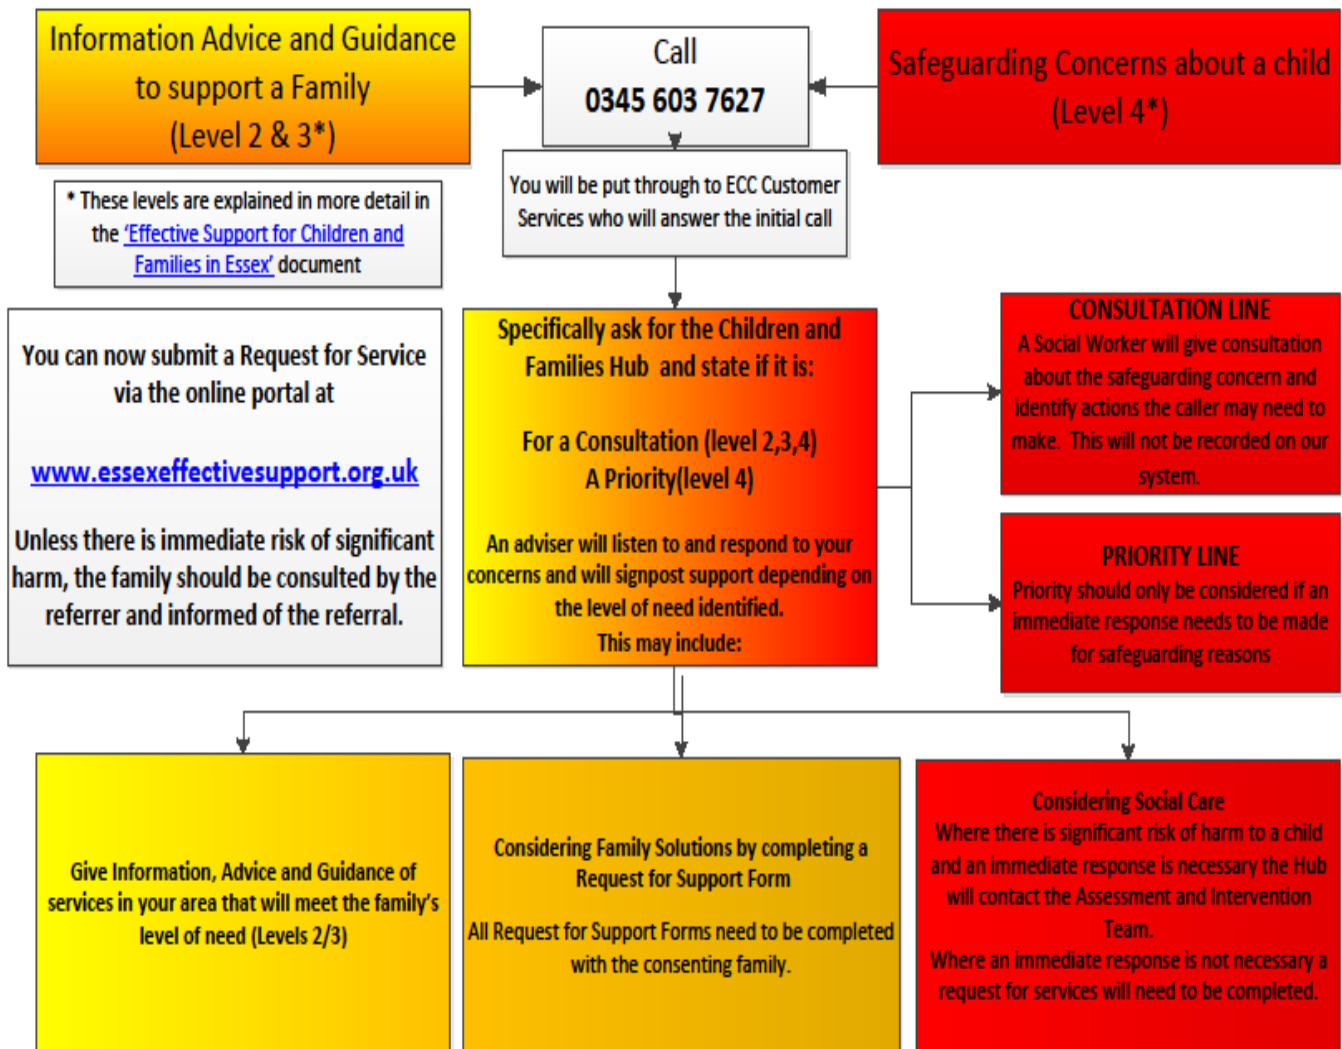 Information Advice and Guidance
to support a Family
(Level 2 & 3*)
Call
0345 603 7627
Safeguarding Concerns about a child
(Level 4*)
You will be put through to ECC Customer
Services who will answer the initial call
* These levels are explained in more detail in
the 'Effective Support for Children and
Families in Essex' document
You can now submit a Request for Service
via the online portal at
www.essexeffectivesupport.org.uk
Unless there is immediate risk of significant
harm, the family should be consulted by the
referrer and informed of the referral.
Specifically ask for the Children and
Families Hub and state if it is:
For a Consultation (level 2,3,4)
A Priority(level 4)
An adviser will listen to and respond to your
concerns and will signpost support depending on
the level of need identified.
This may include:
CONSULTATION LINE
A Social Worker will give consultation
about the safeguarding concern and
identify actions the caller may need to
make. This will not be recorded on our
system.
PRIORITY LINE
Priority should only be considered if an
immediate response needs to be made
for safeguarding reasons
Give Information, Advice and Guidance of
services in your area that will meet the family's
level of need (Levels 2/3)
Considering Family Solutions by completing a
Request for Support Form
All Request for Support Forms need to be completed
with the consenting family.
Considering Social Care
Where there is significant risk of harm to a child
and an immediate response is necessary the Hub
will contact the Assessment and Intervention
Team.
Where an immediate response is not necessary a
request for services will need to be completed.